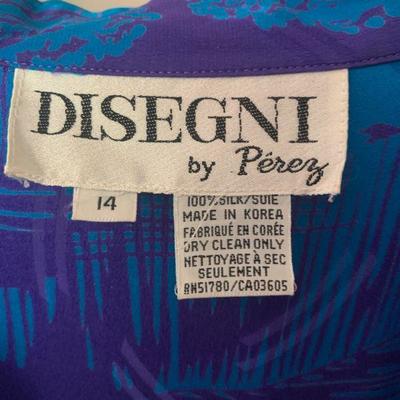 DISEGNI
by Pérez
14
100% SILK/SOIE
MADE IN KOREA
FABRIQUÉ EN CORÉE
DRY CLEAN ONLY
NETTOYAGE À SEC
SEULEMENT
RN51780/CA03605